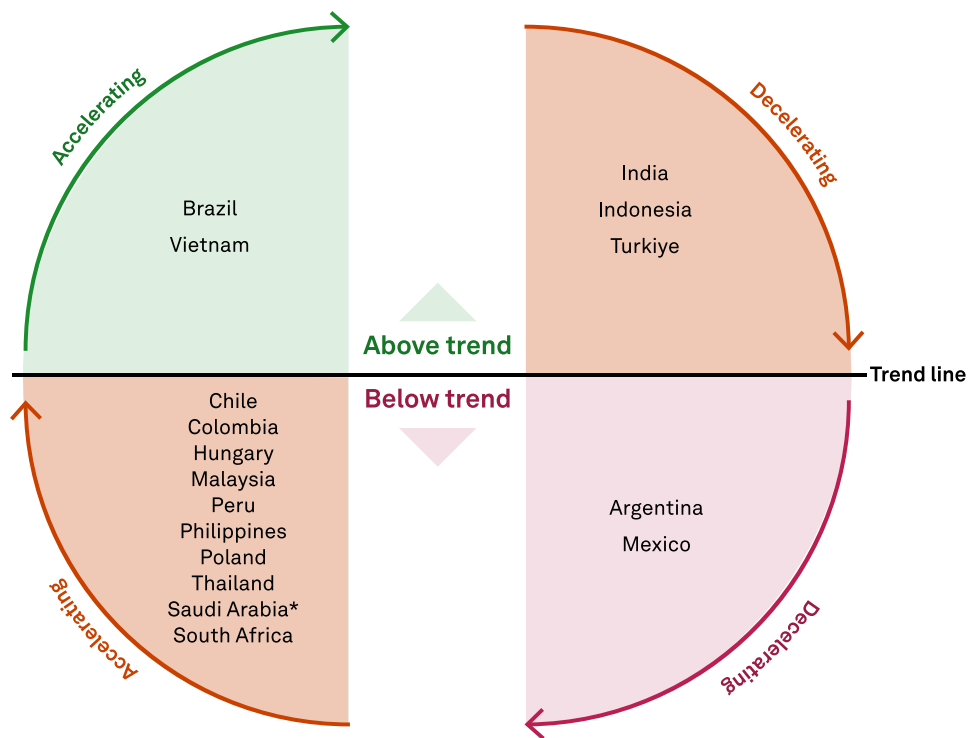 Accelerating
Brazil
Vietnam
Decelerating
India
Indonesia
Turkiye
Above trend
Trend line
Below trend
Chile
Colombia
Hungary
Malaysia
Peru
Philippines
Poland
Thailand
Saudi Arabia*
South Africa
Accelerating
Argentina
Mexico
Decelerating